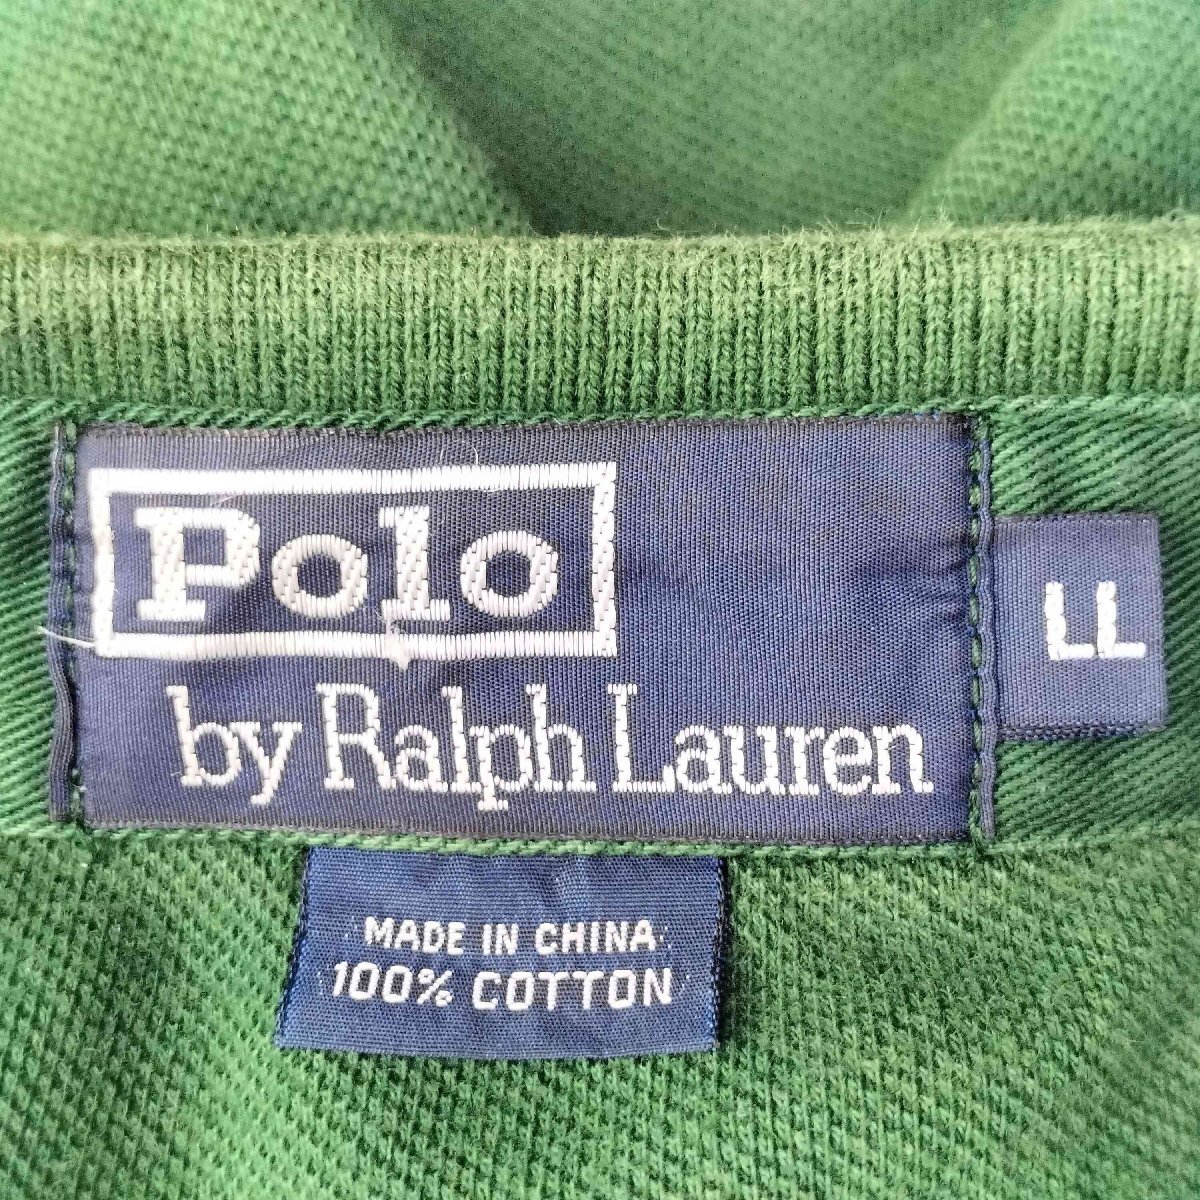 Polo
by Ralph Lauren
LL
MADE IN CHINA
100% COTTON